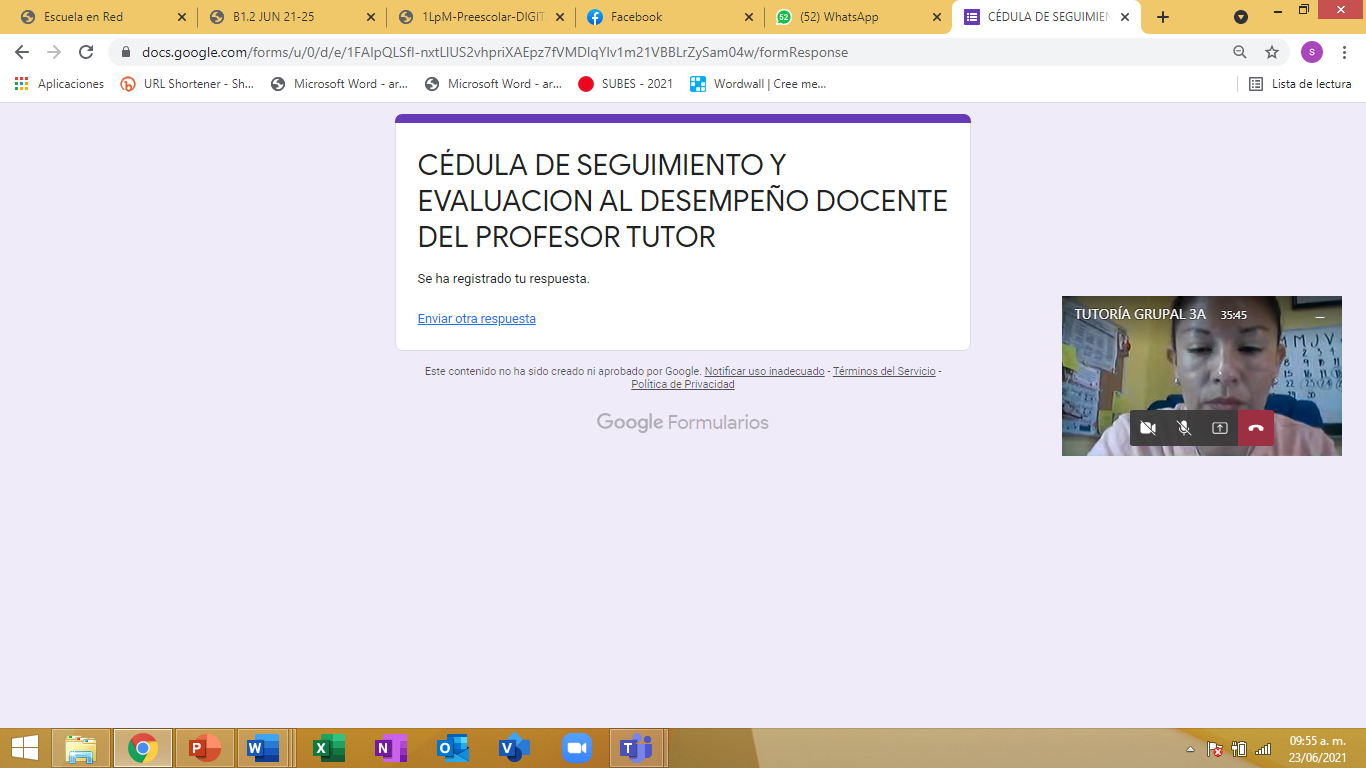 Escuela en Red
B1.2 JUN 21-25
1LpM-Preescolar-DIGIT
Facebook
(52) WhatsApp
CÉDULA DE SEGUIMIEN
docs.google.com/forms/u/0/d/e/1FAIpQLSfI-nxtLIUS2vhpriXAEpz7fVMDlqYlv1m21VBBLrZySam04w/formResponse
s
Aplicaciones
URL Shortener - Sh...
Microsoft Word - ar...
Microsoft Word - ar...
SUBES - 2021
Wordwall | Cree me...
Lista de lectura
CÉDULA DE SEGUIMIENTO Y
EVALUACION AL DESEMPEÑO DOCENTE
DEL PROFESOR TUTOR
Se ha registrado tu respuesta.
Enviar otra respuesta
Este contenido no ha sido creado ni aprobado por Google. Notificar uso inadecuado - Términos del Servicio -
Política de Privacidad
Google Formularios
TUTORÍA GRUPAL 3A 35:45
M J V
09:55 a. m.
23/06/2021